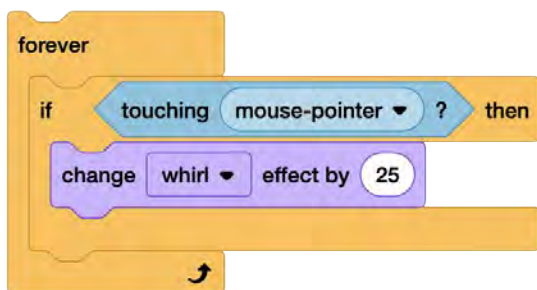 forever
if touching mouse-pointer ? then
change whirl effect by 25